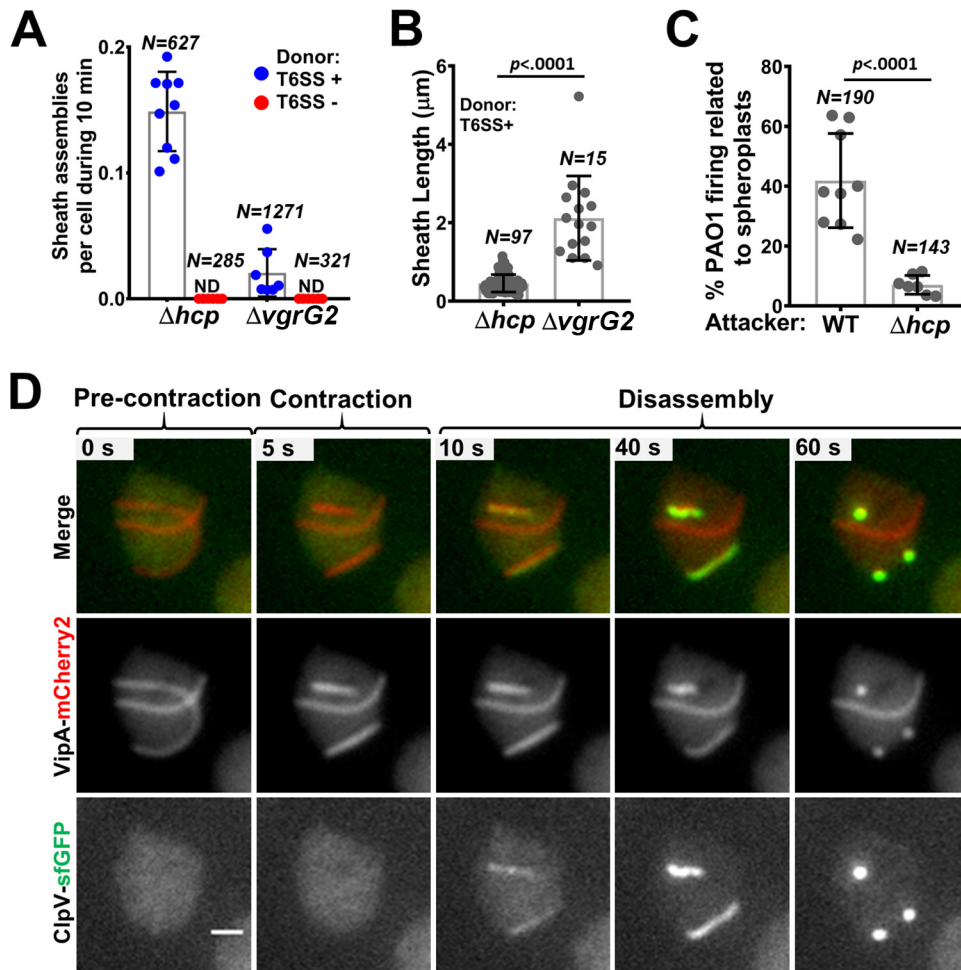 A
Sheath assemblies
per cell during 10 min
0.2
0.1
0.0
N=627
N=285
ND
N=1271
N=321
ND
Donor:
T6SS +
T6SS -
Δhcp
ΔvgrG2
B
Sheath Length (μm)
6
4
2
0
p<.0001
Donor:
T6SS+
N=97
N=15
Δhcp
ΔvgrG2
C
% PAO1 firing related
to spheroplasts
80
60
40
20
0
p<.0001
N=190
N=143
Attacker: WT Δhcp
D
Pre-contraction
Contraction
Disassembly
0 s
5 s
10 s
40 s
60 s
Merge
VipA-mCherry2
ClpV-sfGFP